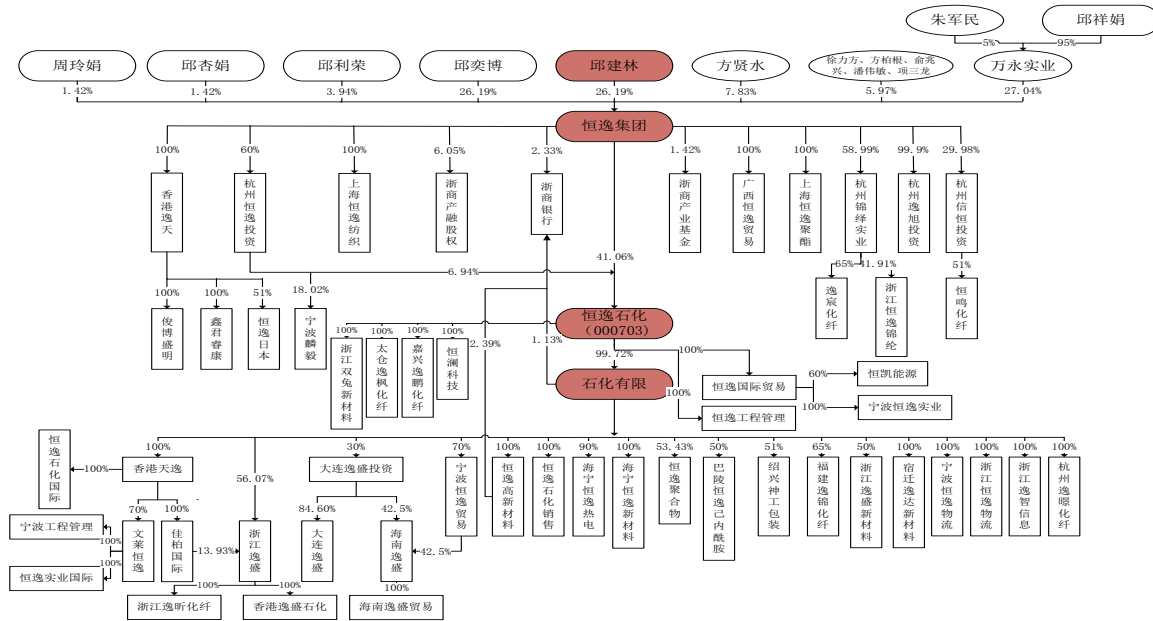 朱军民
邱祥娟
5%
95%
周玲娟
邱杏娟
邱利荣
邱奕博
邱建林
方贤水
徐力方、方柏根、俞兆
兴、潘伟敏、项三龙
万永实业
1.42%
1.42%
3.94%
26.19%
26.19%
7.83%
5.97%
27.04%
恒逸集团
100%
60%
100%
6.05%
2.33%
1.42%
100%
100%
58.99%
99.9%
29.98%
香港逸天
杭州恒逸投资
上海恒逸纺织
浙商产融股权
浙商银行
浙商产业基金
广西恒逸贸易
上海恒逸聚酯
杭州锦绎实业
杭州逸旭投资
杭州信恒投资
41.06%
6.94%
65%
41.91%
51%
100%
100%
51%
18.02%
俊博盛明
鑫君睿康
恒逸日本
宁波麟毅
逸宸化纤
浙江恒逸锦纶
恒鸣化纤
恒逸石化
(000703)
100%
100%
100%
100%
2.39%
1.13%
浙江双兔新材料
太仓逸枫化纤
嘉兴逸鹏化纤
恒澜科技
99.72%
100%
100%
石化有限
恒逸国际贸易
60%
恒凯能源
100%
宁波恒逸实业
恒逸工程管理
恒逸石化国际
100%
100%
香港天逸
56.07%
30%
大连逸盛投资
70%
100%
100%
90%
100%
53.43%
50%
51%
65%
50%
100%
100%
100%
100%
100%
宁波恒逸贸易
恒逸高新材料
恒逸石化销售
海宁恒逸热电
海宁恒逸新材料
恒逸聚合物
巴陵恒逸己内酰胺
绍兴神工包装
福建逸锦化纤
浙江逸盛新材料
宿迁逸达新材料
宁波恒逸物流
浙江恒逸物流
浙江逸智信息
杭州逸暻化纤
70%
100%
84.60%
42.5%
宁波工程管理
100%
100%
恒逸实业国际
文莱恒逸
佳柏国际
13.93%
浙江逸盛
大连逸盛
海南逸盛
42.5%
100%
100%
100%
浙江逸昕化纤
香港逸盛石化
海南逸盛贸易